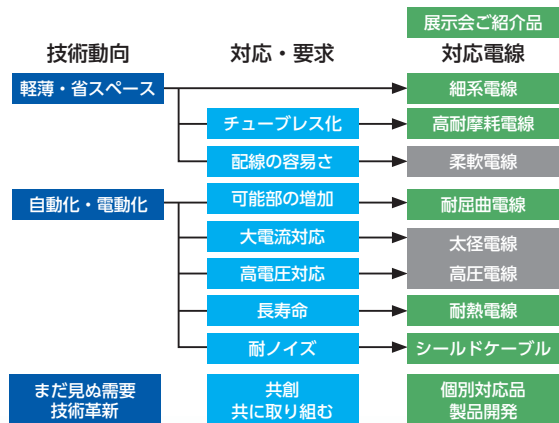 展示会ご紹介品
技術動向
対応・要求
対応電線
軽薄・省スペース
細系電線
チューブレス化
高耐摩耗電線
配線の容易さ
柔軟電線
自動化・電動化
可能部の増加
耐屈曲電線
大電流対応
太径電線
高電圧対応
高圧電線
長寿命
耐熱電線
耐ノイズ
シールドケーブル
まだ見ぬ需要
技術革新
共創
共に取り組む
個別対応品
製品開発